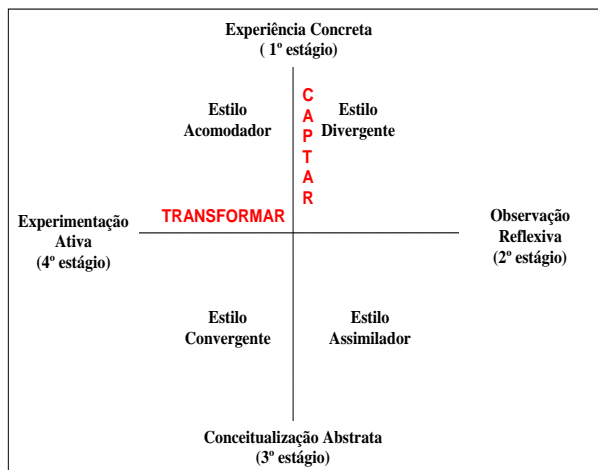 Experiência Concreta
( 1º estágio)
Estilo
Acomodador
C
A
P
T
A
R
Estilo
Divergente
TRANSFORMAR
Experimentação
Ativa
(4º estágio)
Observação
Reflexiva
(2º estágio)
Estilo
Convergente
Estilo
Assimilador
Conceitualização Abstrata
(3º estágio)